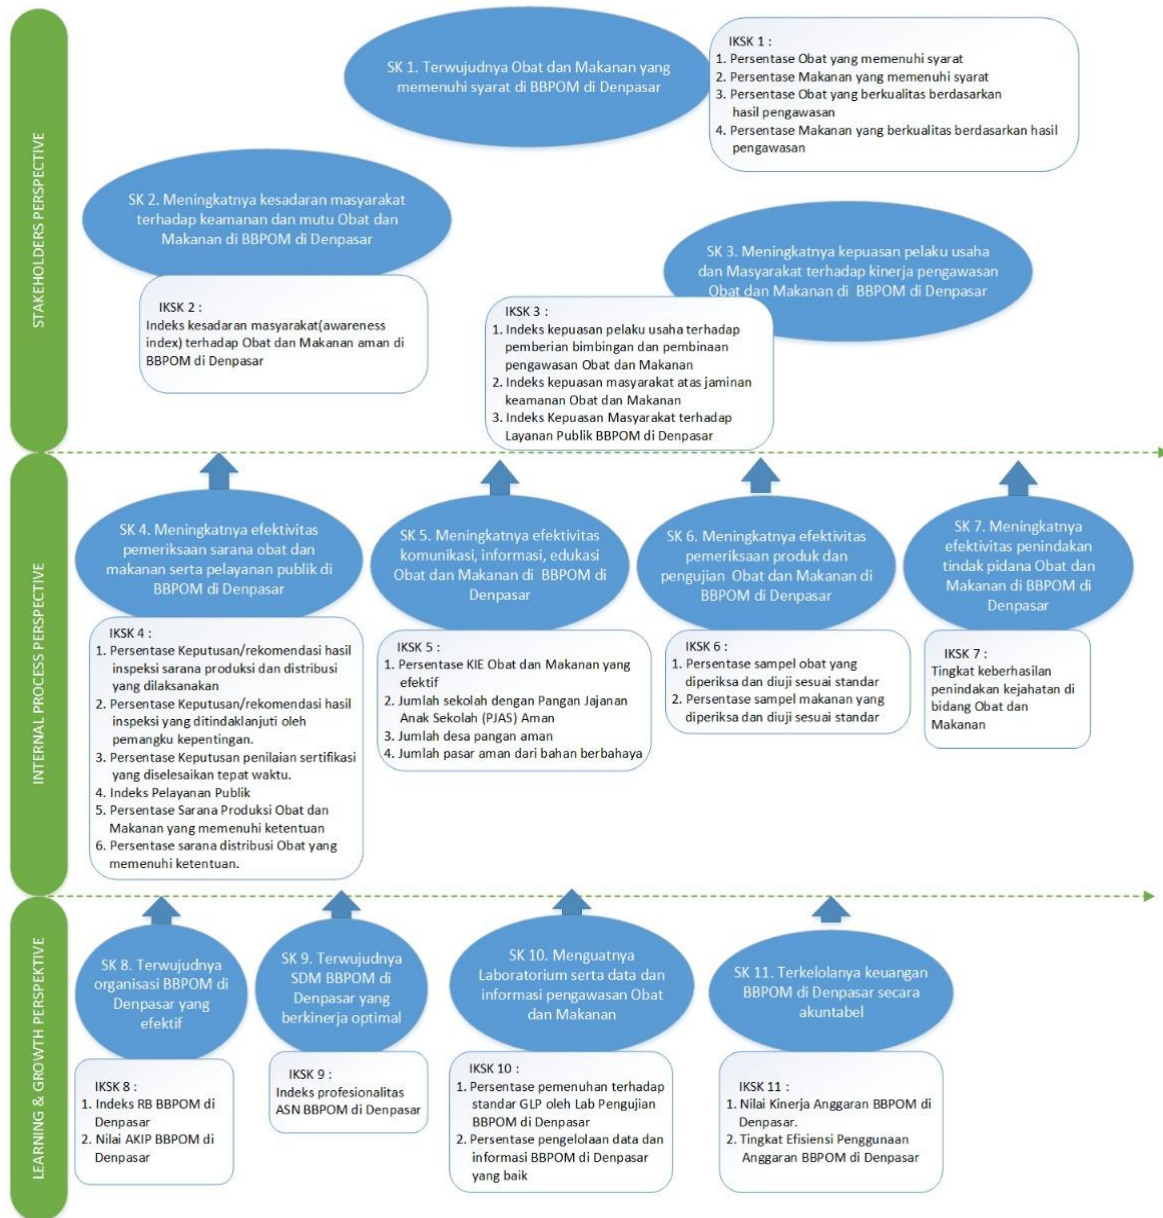 STAKEHOLDERS PERSPECTIVE
SK 1. Terwujudnya Obat dan Makanan yang
memenuhi syarat di BBPOM di Denpasar
IKSK 1 :
1. Persentase Obat yang memenuhi syarat
2. Persentase Makanan yang memenuhi syarat
3. Persentase Obat yang berkualitas berdasarkan
hasil pengawasan
4. Persentase Makanan yang berkualitas berdasarkan hasil
pengawasan
SK 2. Meningkatnya kesadaran masyarakat
terhadap keamanan dan mutu Obat dan
Makanan di BBPOM di Denpasar
IKSK 2 :
Indeks kesadaran masyarakat(awareness
index) terhadap Obat dan Makanan aman di
BBPOM di Denpasar
SK 3. Meningkatnya kepuasan pelaku usaha
dan Masyarakat terhadap kinerja pengawasan
Obat dan Makanan di BBPOM di Denpasar
IKSK 3 :
1. Indeks kepuasan pelaku usaha terhadap
pemberian bimbingan dan pembinaan
pengawasan Obat dan Makanan
2. Indeks kepuasan masyarakat atas jaminan
keamanan Obat dan Makanan
3. Indeks Kepuasan Masyarakat terhadap
Layanan Publik BBPOM di Denpasar
INTERNAL PROCESS PERSPECTIVE
SK 4. Meningkatnya efektivitas
pemeriksaan sarana obat dan
makanan serta pelayanan publik di
BBPOM di Denpasar
IKSK 4 :
1. Persentase Keputusan/rekomendasi hasil
inspeksi sarana produksi dan distribusi
yang dilaksanakan
2. Persentase Keputusan/rekomendasi hasil
inspeksi yang ditindaklanjuti oleh
pemangku kepentingan.
3. Persentase Keputusan penilaian sertifikasi
yang diselesaikan tepat waktu.
4. Indeks Pelayanan Publik
5. Persentase Sarana Produksi Obat dan
Makanan yang memenuhi ketentuan
6. Persentase sarana distribusi Obat yang
memenuhi ketentuan.
SK 5. Meningkatnya efektivitas
komunikasi, informasi, edukasi
Obat dan Makanan di BBPOM di
Denpasar
IKSK 5 :
1. Persentase KIE Obat dan Makanan yang
efektif
2. Jumlah sekolah dengan Pangan Jajanan
Anak Sekolah (PJAS) Aman
3. Jumlah desa pangan aman
4. Jumlah pasar aman dari bahan berbahaya
SK 6. Meningkatnya efektivitas
pemeriksaan produk dan
pengujian Obat dan Makanan di
BBPOM di Denpasar
IKSK 6 :
1. Persentase sampel obat yang
diperiksa dan diuji sesuai standar
2. Persentase sampel makanan yang
diperiksa dan diuji sesuai standar
SK 7. Meningkatnya
efektivitas penindakan
tindak pidana Obat dan
Makanan di BBPOM di
Denpasar
IKSK 7 :
Tingkat keberhasilan
penindakan kejahatan di
bidang Obat dan
Makanan
LEARNING & GROWTH PERSPEKTIVE
SK 8. Terwujudnya
organisasi BBPOM di
Denpasar yang
efektif
IKSK 8 :
1. Indeks RB BBPOM di
Denpasar
2. Nilai AKIP BBPOM di
Denpasar
SK 9. Terwujudnya
SDM BBPOM di
Denpasar yang
berkinerja optimal
IKSK 9 :
Indeks profesionalitas
ASN BBPOM di Denpasar
SK 10. Menguatnya
Laboratorium serta data dan
informasi pengawasan Obat
dan Makanan
IKSK 10 :
1. Persentase pemenuhan terhadap
standar GLP oleh Lab Pengujian
BBPOM di Denpasar
2. Persentase pengelolaan data dan
informasi BBPOM di Denpasar
yang baik
SK 11. Terkelolanya keuangan
BBPOM di Denpasar secara
akuntabel
IKSK 11 :
1. Nilai Kinerja Anggaran BBPOM di
Denpasar.
2. Tingkat Efisiensi Penggunaan
Anggaran BBPOM di Denpasar